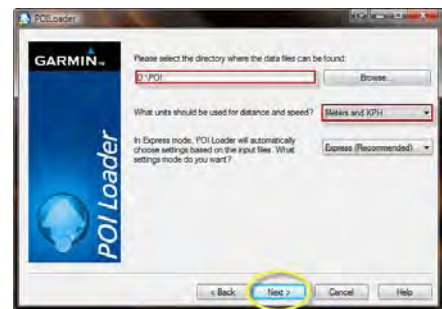 POILoader
GARMIN
Please select the directory where the data files can be found:
D:\POI
Browse...
What units should be used for distance and speed?
Meters and KPH
In Express mode, POI Loader will automatically
choose settings based on the input files. What
settings mode do you want?
Express (Recommended)
POI Loader
< Back
Next >
Cancel
Help